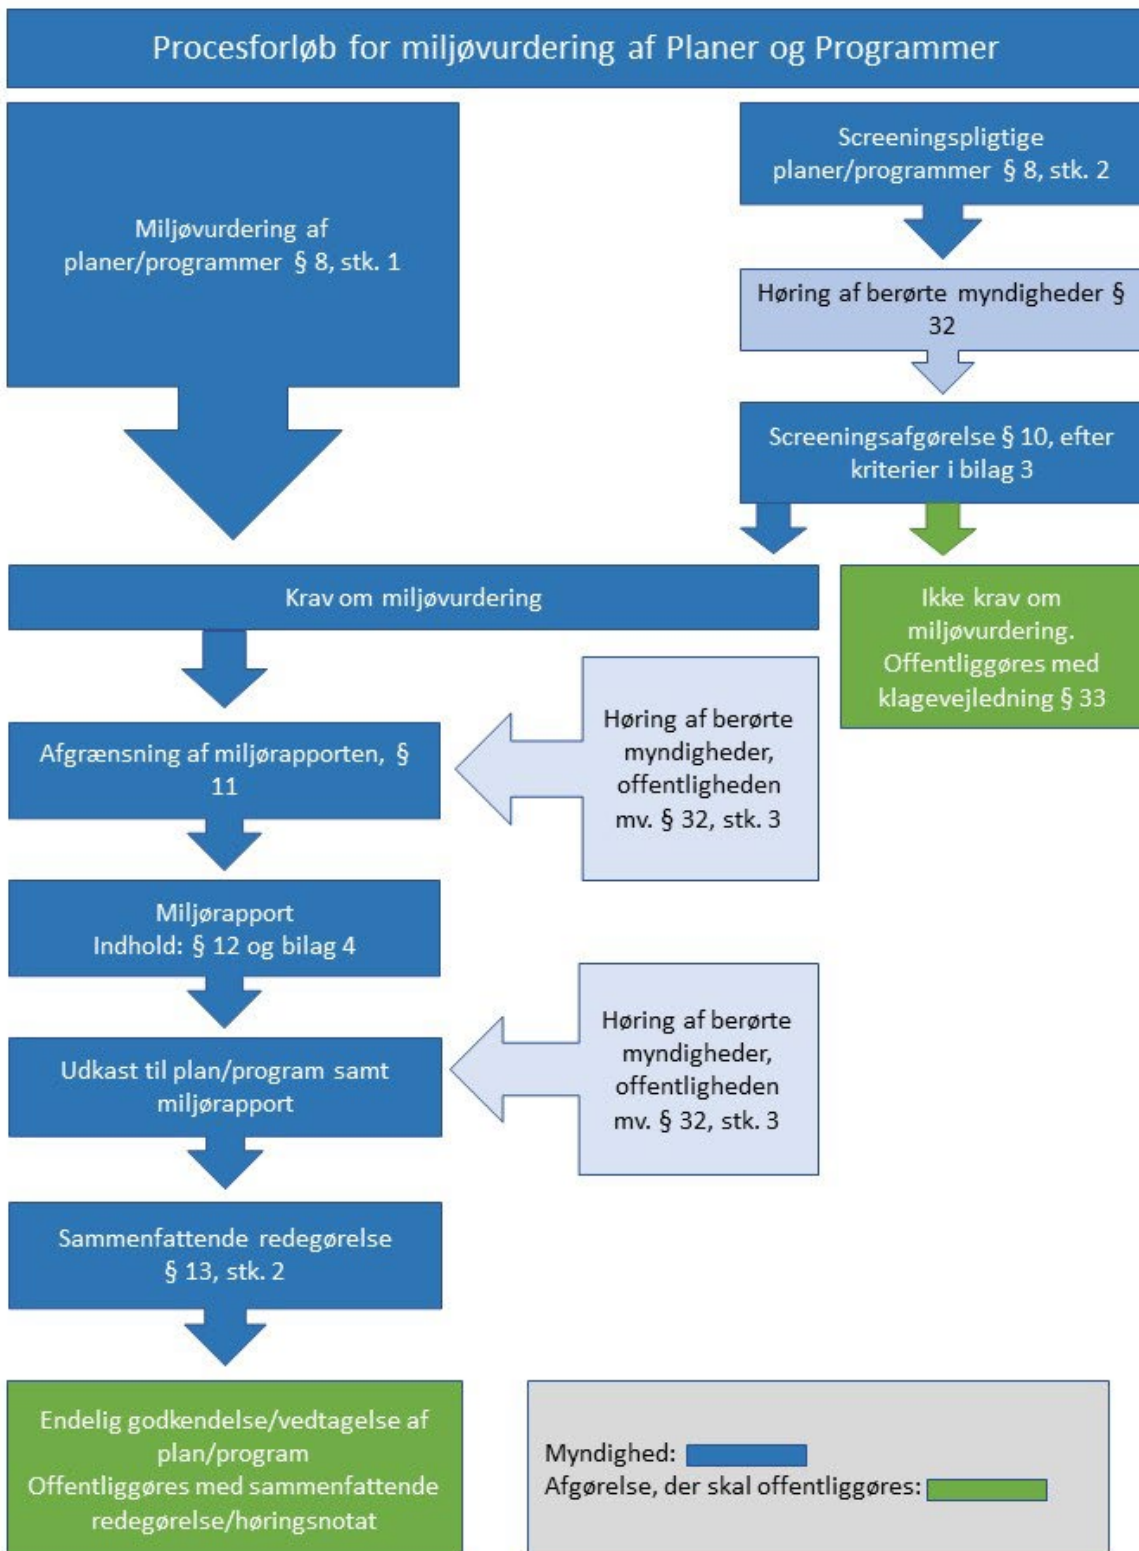 Procesforløb for miljøvurdering af Planer og Programmer
Miljøvurdering af
planer/programmer § 8, stk. 1
Screeningspligtige
planer/programmer § 8, stk. 2
Høring af berørte myndigheder §
32
Screeningsafgørelse § 10, efter
kriterier i bilag 3
Krav om miljøvurdering
Ikke krav om
miljøvurdering.
Offentliggøres med
klagevejledning § 33
Afgrænsning af miljørapporten, §
11
Høring af berørte
myndigheder,
offentligheden
mv. § 32, stk. 3
Miljørapport
Indhold: § 12 og bilag 4
Udkast til plan/program samt
miljørapport
Høring af berørte
myndigheder,
offentligheden
mv. § 32, stk. 3
Sammenfattende redegørelse
§ 13, stk. 2
Endelig godkendelse/vedtagelse af
plan/program
Offentliggøres med sammenfattende
redegørelse/høringsnotat
Myndighed:
Afgørelse, der skal offentliggøres: